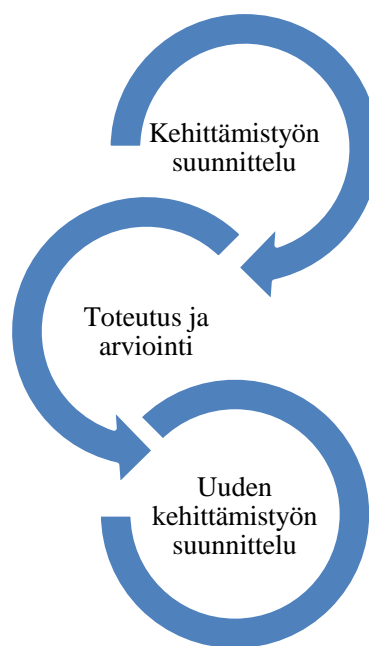 Kehittämistyön
suunnittelu
Toteutus ja
arviointi
Uuden
kehittämistyön
suunnittelu